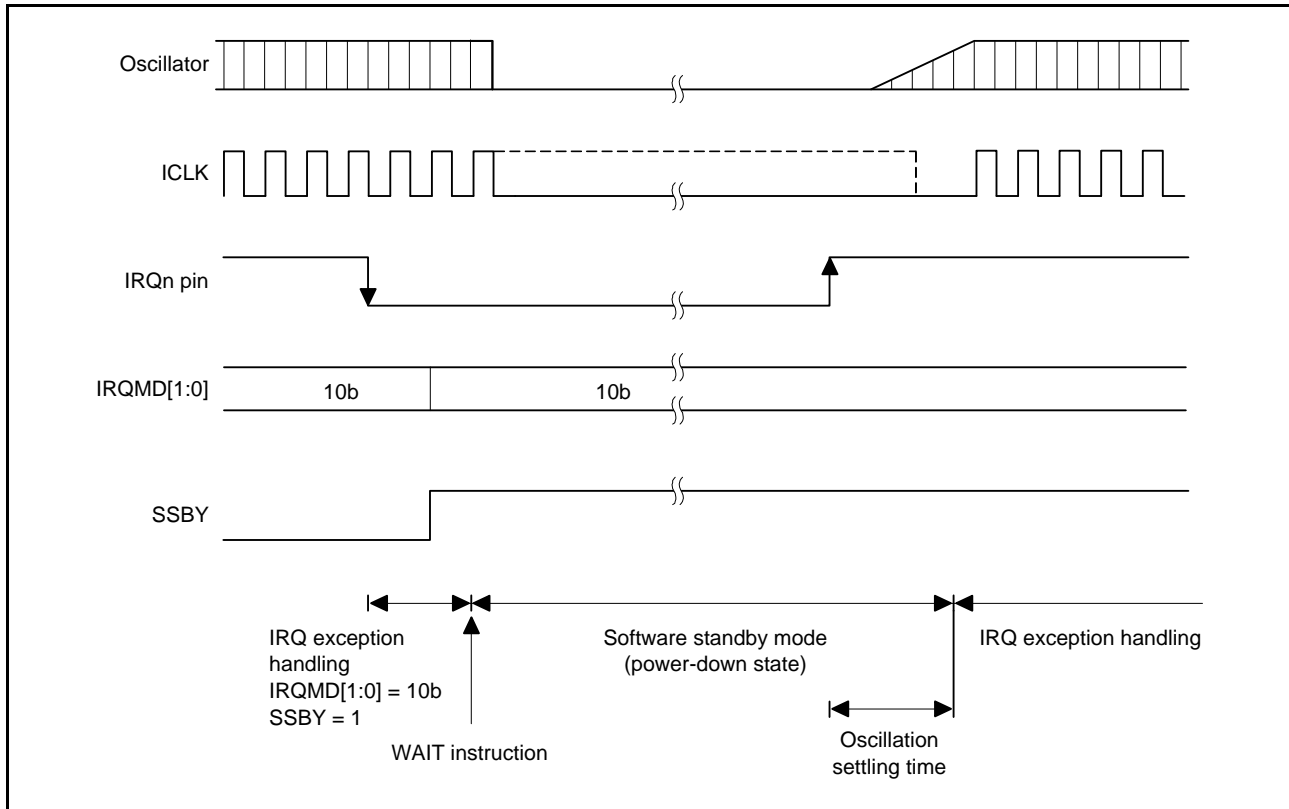 Oscillator
ICLK
IRQn pin
IRQMD[1:0]
10b
10b
SSBY
IRQ exception
handling
IRQMD[1:0] = 10b
SSBY = 1
WAIT instruction
Software standby mode
(power-down state)
Oscillation
settling time
IRQ exception handling